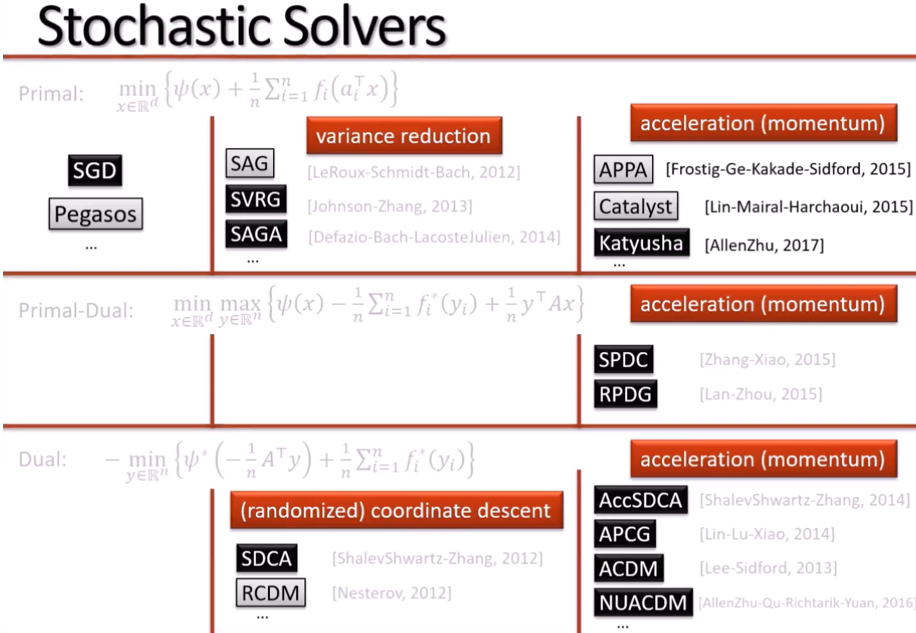 Stochastic Solvers
Primal: min_{x∈ℝ^d} {ψ(x) + 1/n ∑_{i=1}^n f_i(a_i^⊤ x)}
SGD
Pegasos
...
variance reduction
SAG [LeRoux-Schmidt-Bach, 2012]
SVRG [Johnson-Zhang, 2013]
SAGA [Defazio-Bach-LacosteJulien, 2014]
...
acceleration (momentum)
APPA [Frostig-Ge-Kakade-Sidford, 2015]
Catalyst [Lin-Mairal-Harchaoui, 2015]
Katyusha [AllenZhu, 2017]
...
Primal-Dual: min_{x∈ℝ^d} max_{y∈ℝ^n} {ψ(x) − 1/n ∑_{i=1}^n f_i^*(y_i) + 1/n y^⊤ Ax}
acceleration (momentum)
SPDC [Zhang-Xiao, 2015]
RPDG [Lan-Zhou, 2015]
Dual: − min_{y∈ℝ^n} {ψ^*(−1/n A^⊤ y) + 1/n ∑_{i=1}^n f_i^*(y_i)}
(randomized) coordinate descent
SDCA [ShalevShwartz-Zhang, 2012]
RCDM [Nesterov, 2012]
...
acceleration (momentum)
AccSDCA [ShalevShwartz-Zhang, 2014]
APCG [Lin-Lu-Xiao, 2014]
ACDM [Lee-Sidford, 2013]
NUACDM [AllenZhu-Qu-Richtarik-Yuan, 2016]
...